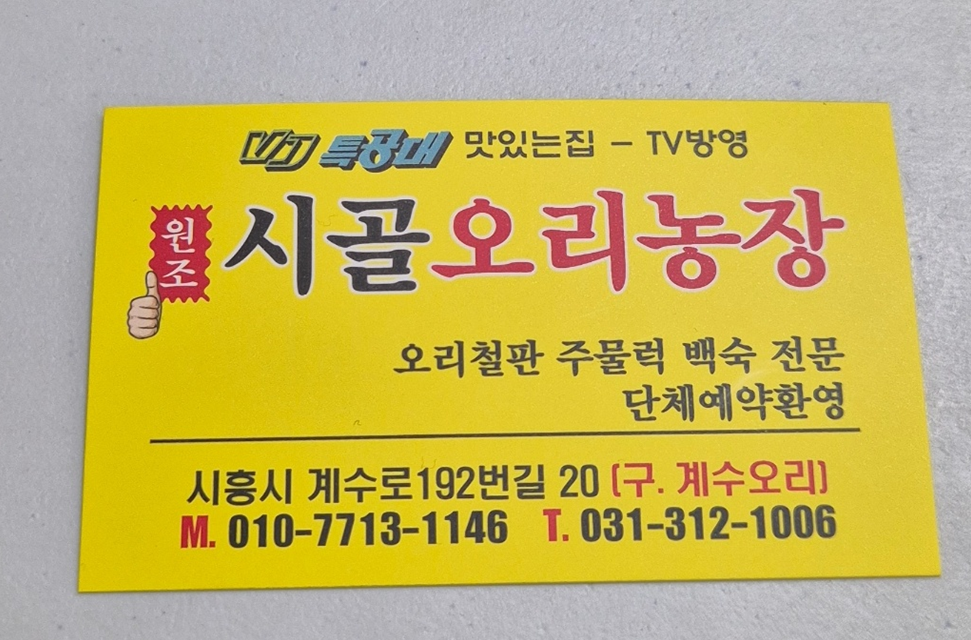 VJ 특공대 맛있는집 - TV방영
원조
시골오리농장
오리철판 주물럭 백숙 전문
단체예약환영
시흥시 계수로192번길 20 (구. 계수오리)
M. 010-7713-1146 T. 031-312-1006